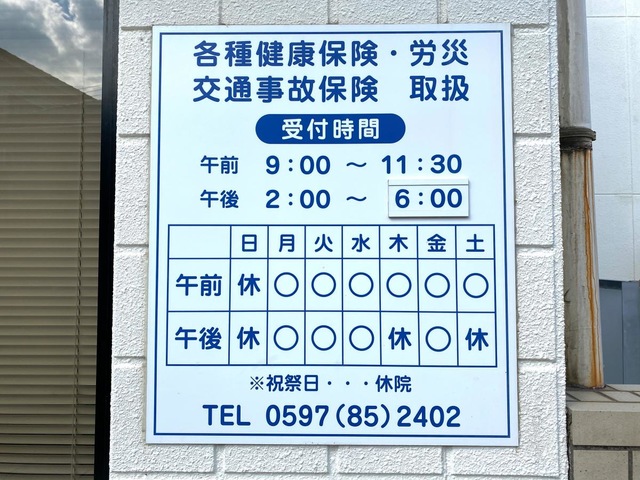 各種健康保険・労災
交通事故保険 取扱
受付時間
午前 9:00 ～ 11:30
午後 2:00 ～ 6:00
日 月 火 水 木 金 土
午前 休 ○ ○ ○ ○ ○ ○
午後 休 ○ ○ ○ 休 ○ 休
※祝祭日・・・休院
TEL 0597(85)2402